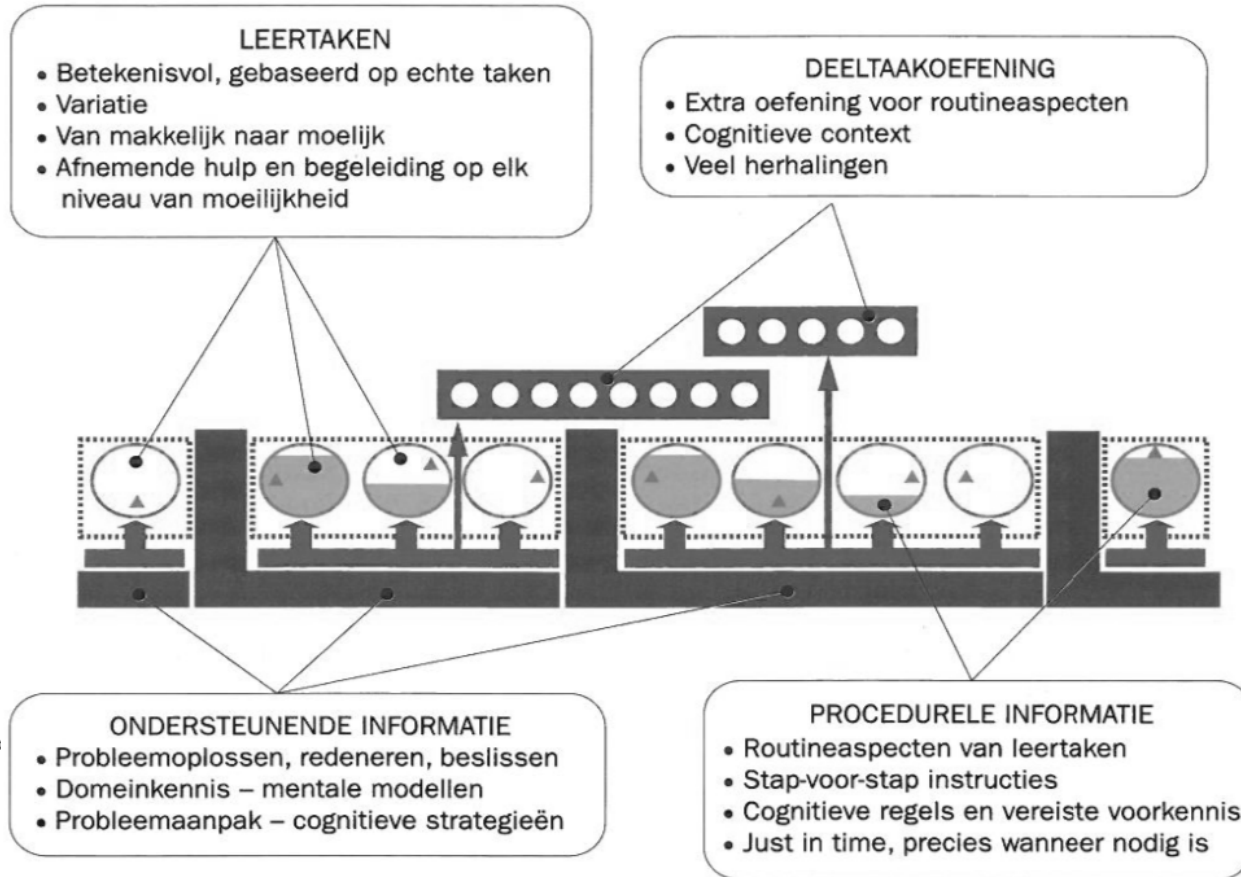 LEERTAKEN
• Betekenisvol, gebaseerd op echte taken
• Variatie
• Van makkelijk naar moelijk
• Afnemende hulp en begeleiding op elk
niveau van moeilijkheid
DEELTAAKOEFENING
• Extra oefening voor routineaspecten
• Cognitieve context
• Veel herhalingen
ONDERSTEUNENDE INFORMATIE
• Probleemoplossen, redeneren, beslissen
• Domeinkennis – mentale modellen
• Probleemaanpak – cognitieve strategieën
PROCEDURELE INFORMATIE
• Routineaspecten van leertaken
• Stap-voor-stap instructies
• Cognitieve regels en vereiste voorkennis
• Just in time, precies wanneer nodig is